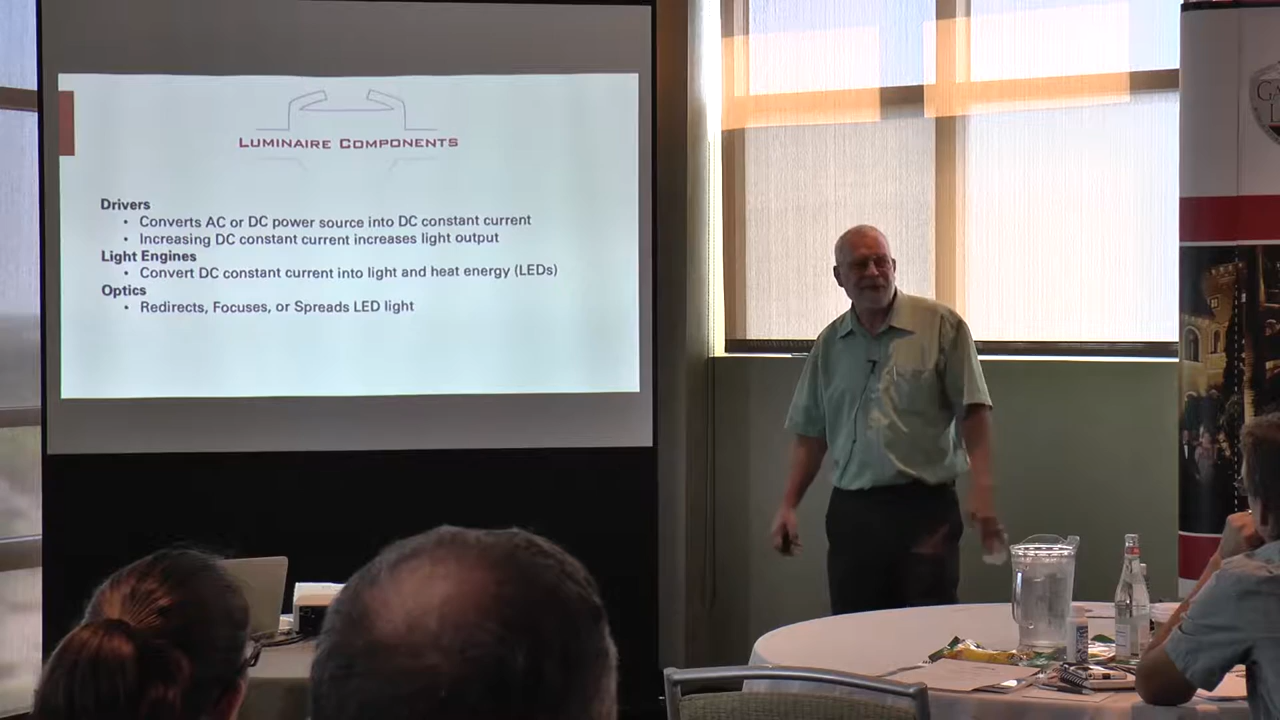 LUMINAIRE COMPONENTS
Drivers
• Converts AC or DC power source into DC constant current
• Increasing DC constant current increases light output
Light Engines
• Convert DC constant current into light and heat energy (LEDs)
Optics
• Redirects, Focuses, or Spreads LED light